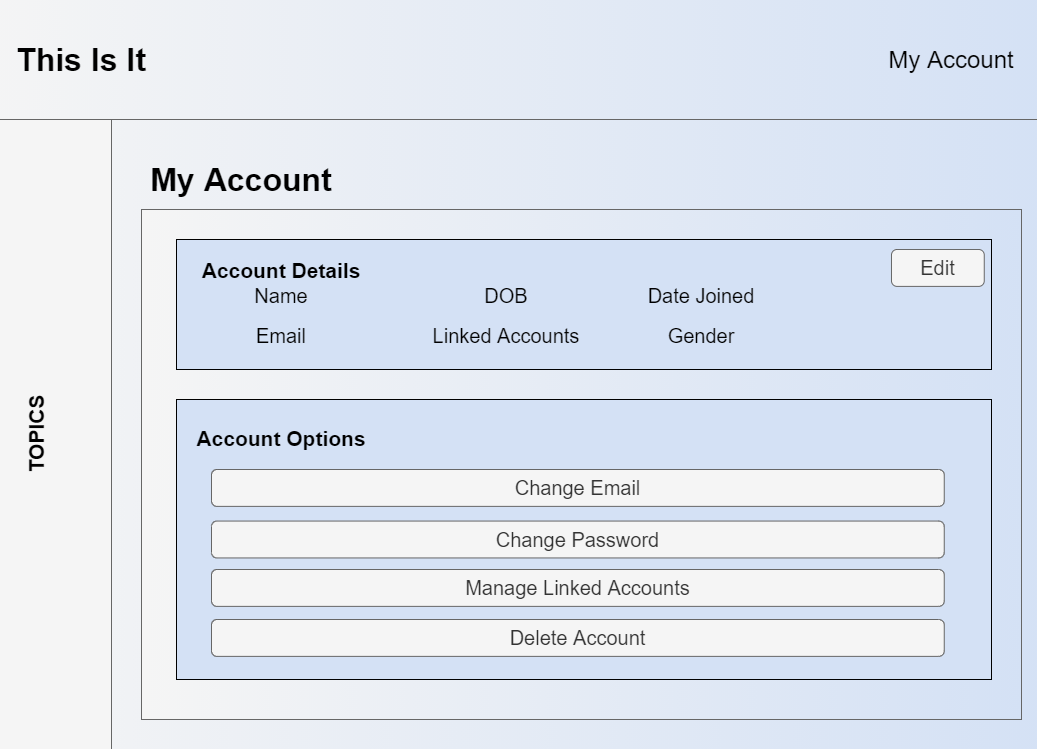 This Is It
My Account
TOPICS
My Account
Account Details
Edit
Name DOB Date Joined
Email Linked Accounts Gender
Account Options
Change Email
Change Password
Manage Linked Accounts
Delete Account